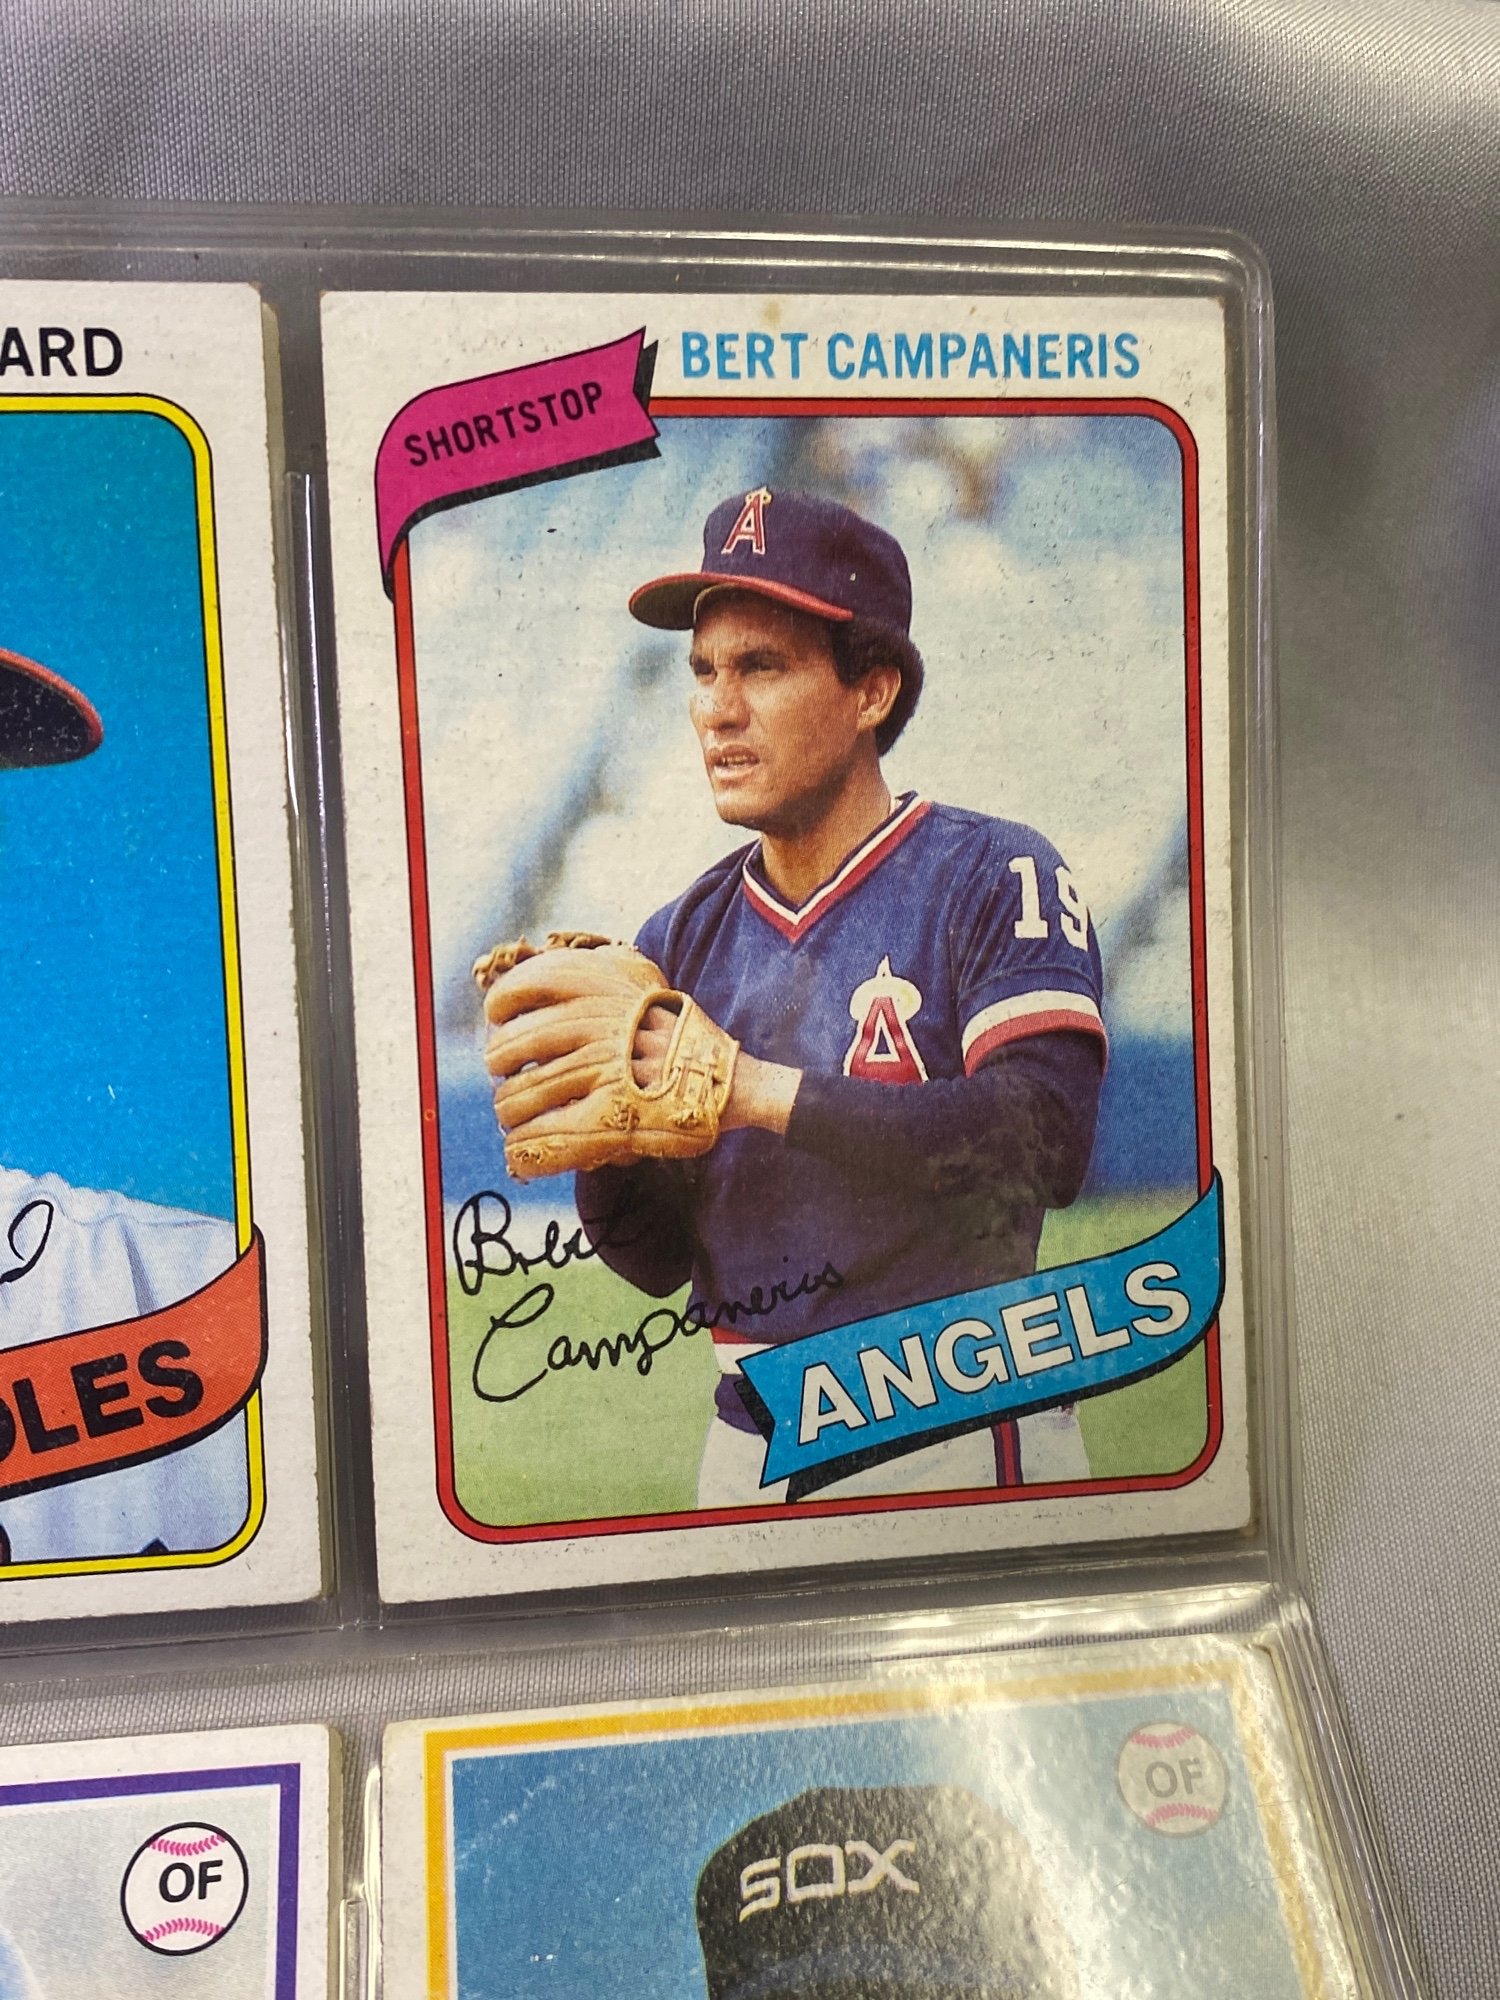 ARD
BERT CAMPANERIS
SHORTSTOP
A
19
A
Bert
Campaneris
ANGELS
OLES
OF
OF
SOX